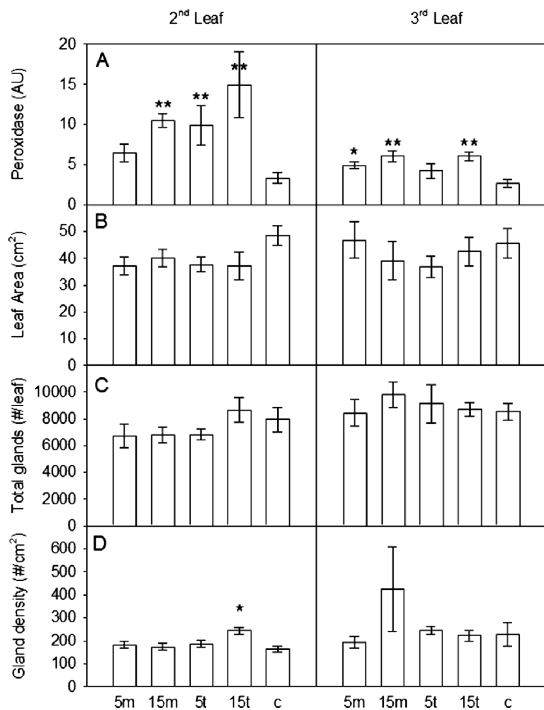 2nd Leaf 3rd Leaf
A
Peroxidase (AU)
20
15
10
5
0
** ** ** * ** **
B
Leaf Area (cm2)
50
40
30
20
10
0
C
Total glands (#/leaf)
10000
8000
6000
4000
2000
0
D
Gland density (#/cm2)
600
500
400
300
200
100
0
*
5m 15m 5t 15t c 5m 15m 5t 15t c